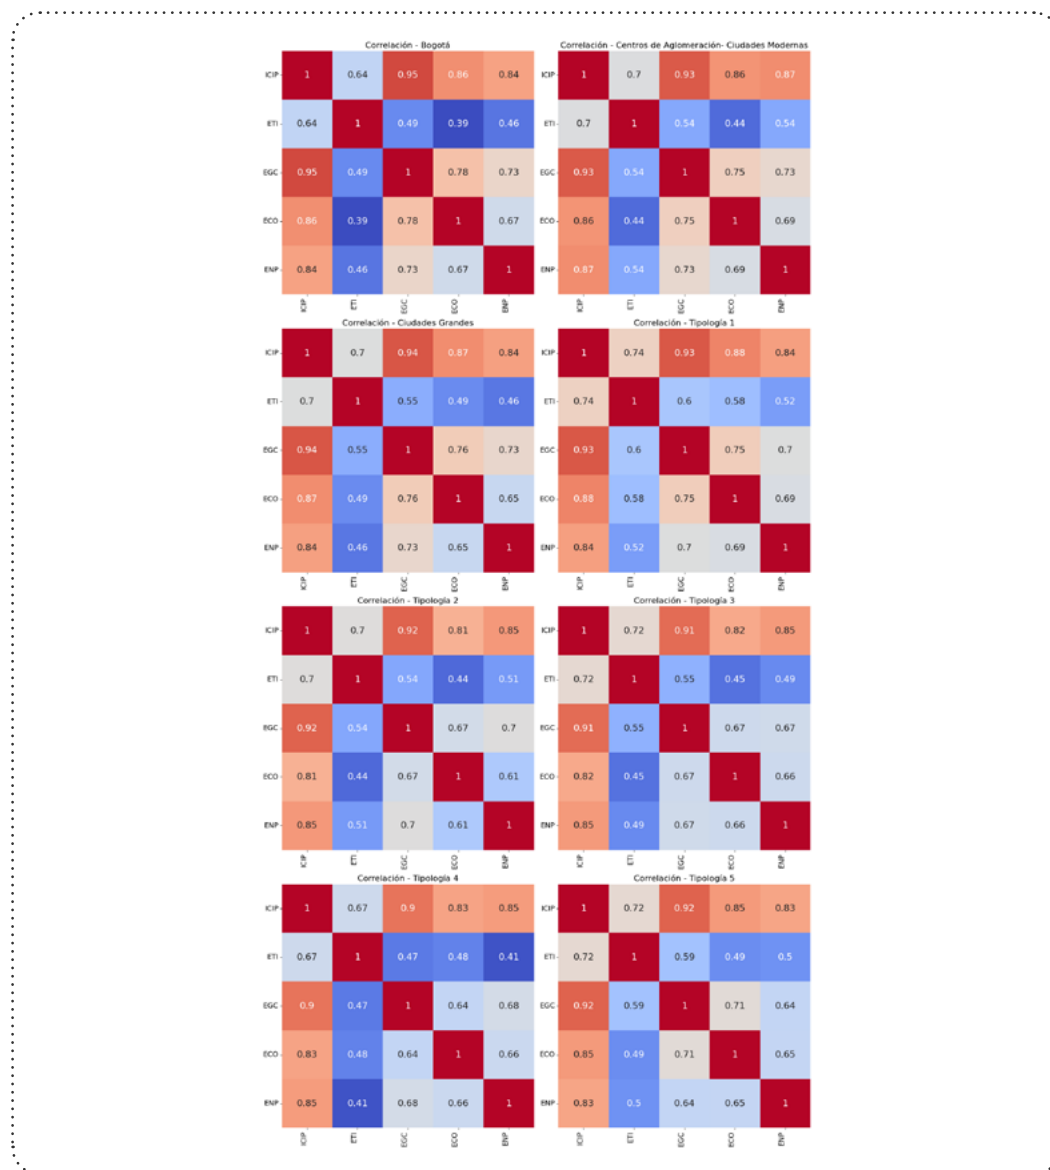 Correlación - Bogotá
ICIP 1 0.64 0.95 0.86 0.84
ETI 0.64 1 0.49 0.39 0.46
EGC 0.95 0.49 1 0.78 0.73
ECO 0.86 0.39 0.78 1 0.67
ENP 0.84 0.46 0.73 0.67 1
ICIP ETI EGC ECO ENP
Correlación - Centros de Aglomeración- Ciudades Modernas
ICIP 1 0.7 0.93 0.86 0.87
ETI 0.7 1 0.54 0.44 0.54
EGC 0.93 0.54 1 0.75 0.73
ECO 0.86 0.44 0.75 1 0.69
ENP 0.87 0.54 0.73 0.69 1
ICIP ETI EGC ECO ENP
Correlación - Ciudades Grandes
ICIP 1 0.7 0.94 0.87 0.84
ETI 0.7 1 0.55 0.49 0.46
EGC 0.94 0.55 1 0.76 0.73
ECO 0.87 0.49 0.76 1 0.65
ENP 0.84 0.46 0.73 0.65 1
ICIP ETI EGC ECO ENP
Correlación - Tipología 1
ICIP 1 0.74 0.93 0.88 0.84
ETI 0.74 1 0.6 0.58 0.52
EGC 0.93 0.6 1 0.75 0.7
ECO 0.88 0.58 0.75 1 0.69
ENP 0.84 0.52 0.7 0.69 1
ICIP ETI EGC ECO ENP
Correlación - Tipología 2
ICIP 1 0.7 0.92 0.81 0.85
ETI 0.7 1 0.54 0.44 0.51
EGC 0.92 0.54 1 0.67 0.7
ECO 0.81 0.44 0.67 1 0.61
ENP 0.85 0.51 0.7 0.61 1
ICIP ETI EGC ECO ENP
Correlación - Tipología 3
ICIP 1 0.72 0.91 0.82 0.85
ETI 0.72 1 0.55 0.45 0.49
EGC 0.91 0.55 1 0.67 0.67
ECO 0.82 0.45 0.67 1 0.66
ENP 0.85 0.49 0.67 0.66 1
ICIP ETI EGC ECO ENP
Correlación - Tipología 4
ICIP 1 0.67 0.9 0.83 0.85
ETI 0.67 1 0.47 0.48 0.41
EGC 0.9 0.47 1 0.64 0.68
ECO 0.83 0.48 0.64 1 0.66
ENP 0.85 0.41 0.68 0.66 1
ICIP ETI EGC ECO ENP
Correlación - Tipología 5
ICIP 1 0.72 0.92 0.85 0.83
ETI 0.72 1 0.59 0.49 0.5
EGC 0.92 0.59 1 0.71 0.64
ECO 0.85 0.49 0.71 1 0.65
ENP 0.83 0.5 0.64 0.65 1
ICIP ETI EGC ECO ENP